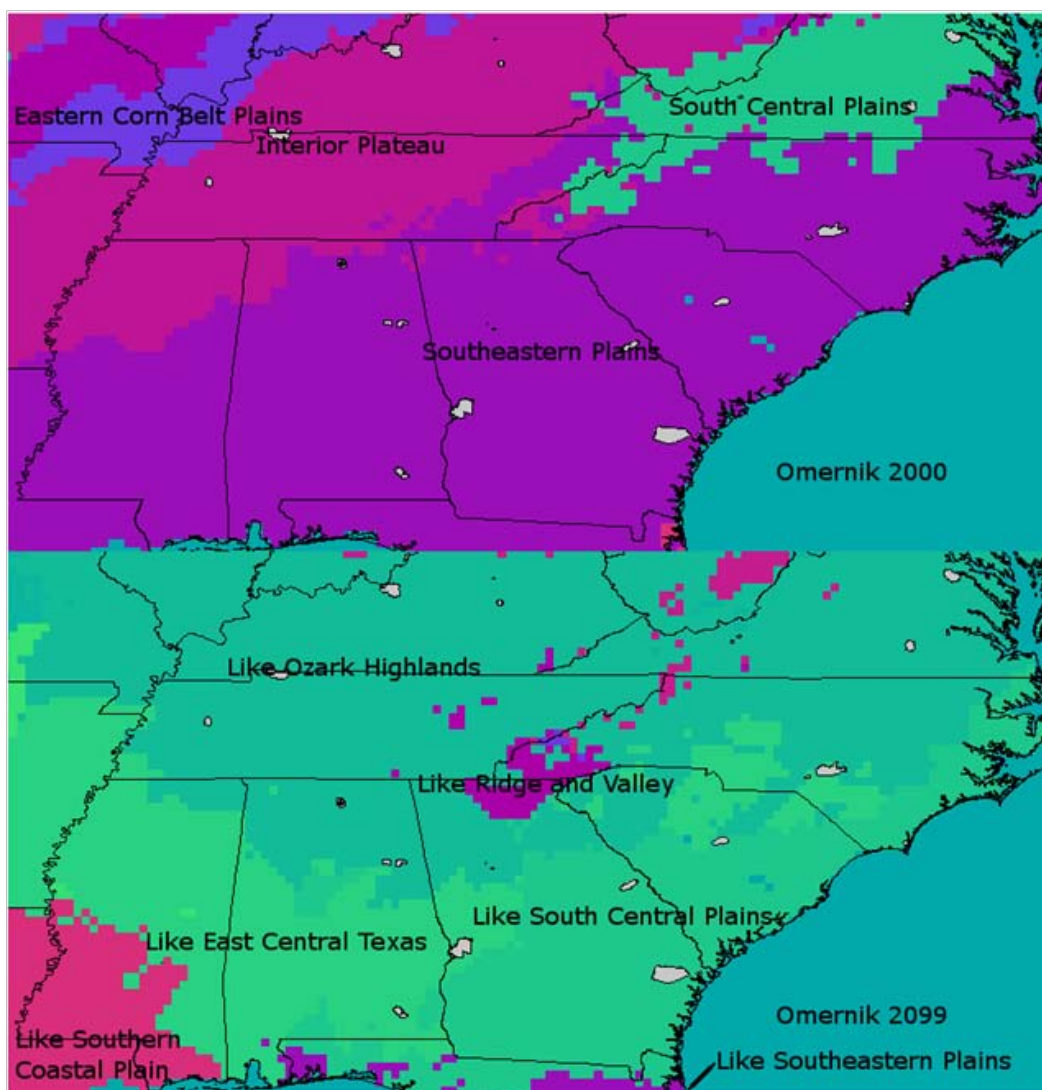 South Central Plains
Eastern Corn Belt Plains
Interior Plateau
Southeastern Plains
Omernik 2000
Like Ozark Highlands
Like Ridge and Valley
Like South Central Plains
Like East Central Texas
Omernik 2099
Like Southern
Coastal Plain
Like Southeastern Plains